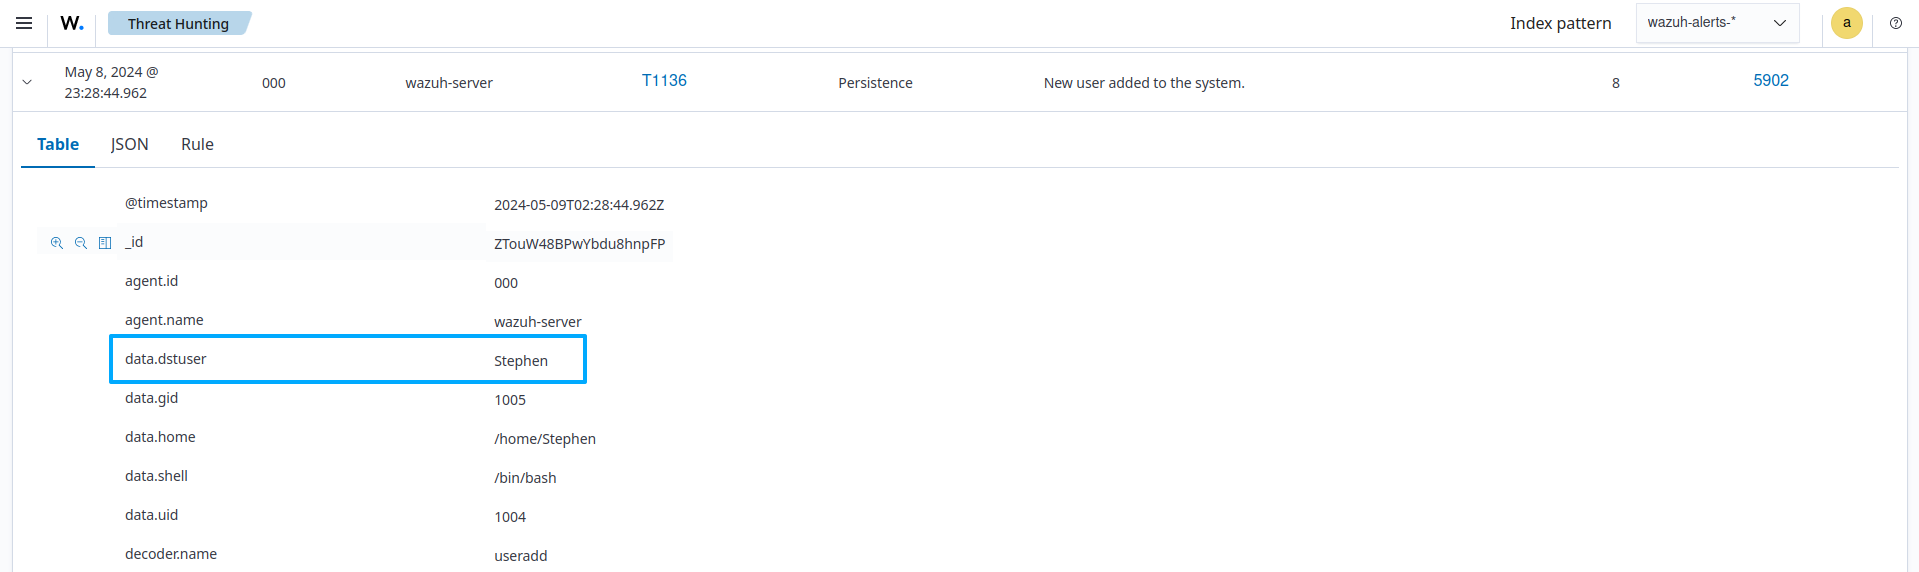 W. Threat Hunting Index pattern wazuh-alerts-* a
May 8, 2024 @
23:28:44.962 000 wazuh-server T1136 Persistence New user added to the system. 8 5902
Table JSON Rule
@timestamp 2024-05-09T02:28:44.962Z
_id ZTouW48BPwYbdu8hnpFP
agent.id 000
agent.name wazuh-server
data.dstuser Stephen
data.gid 1005
data.home /home/Stephen
data.shell /bin/bash
data.uid 1004
decoder.name useradd